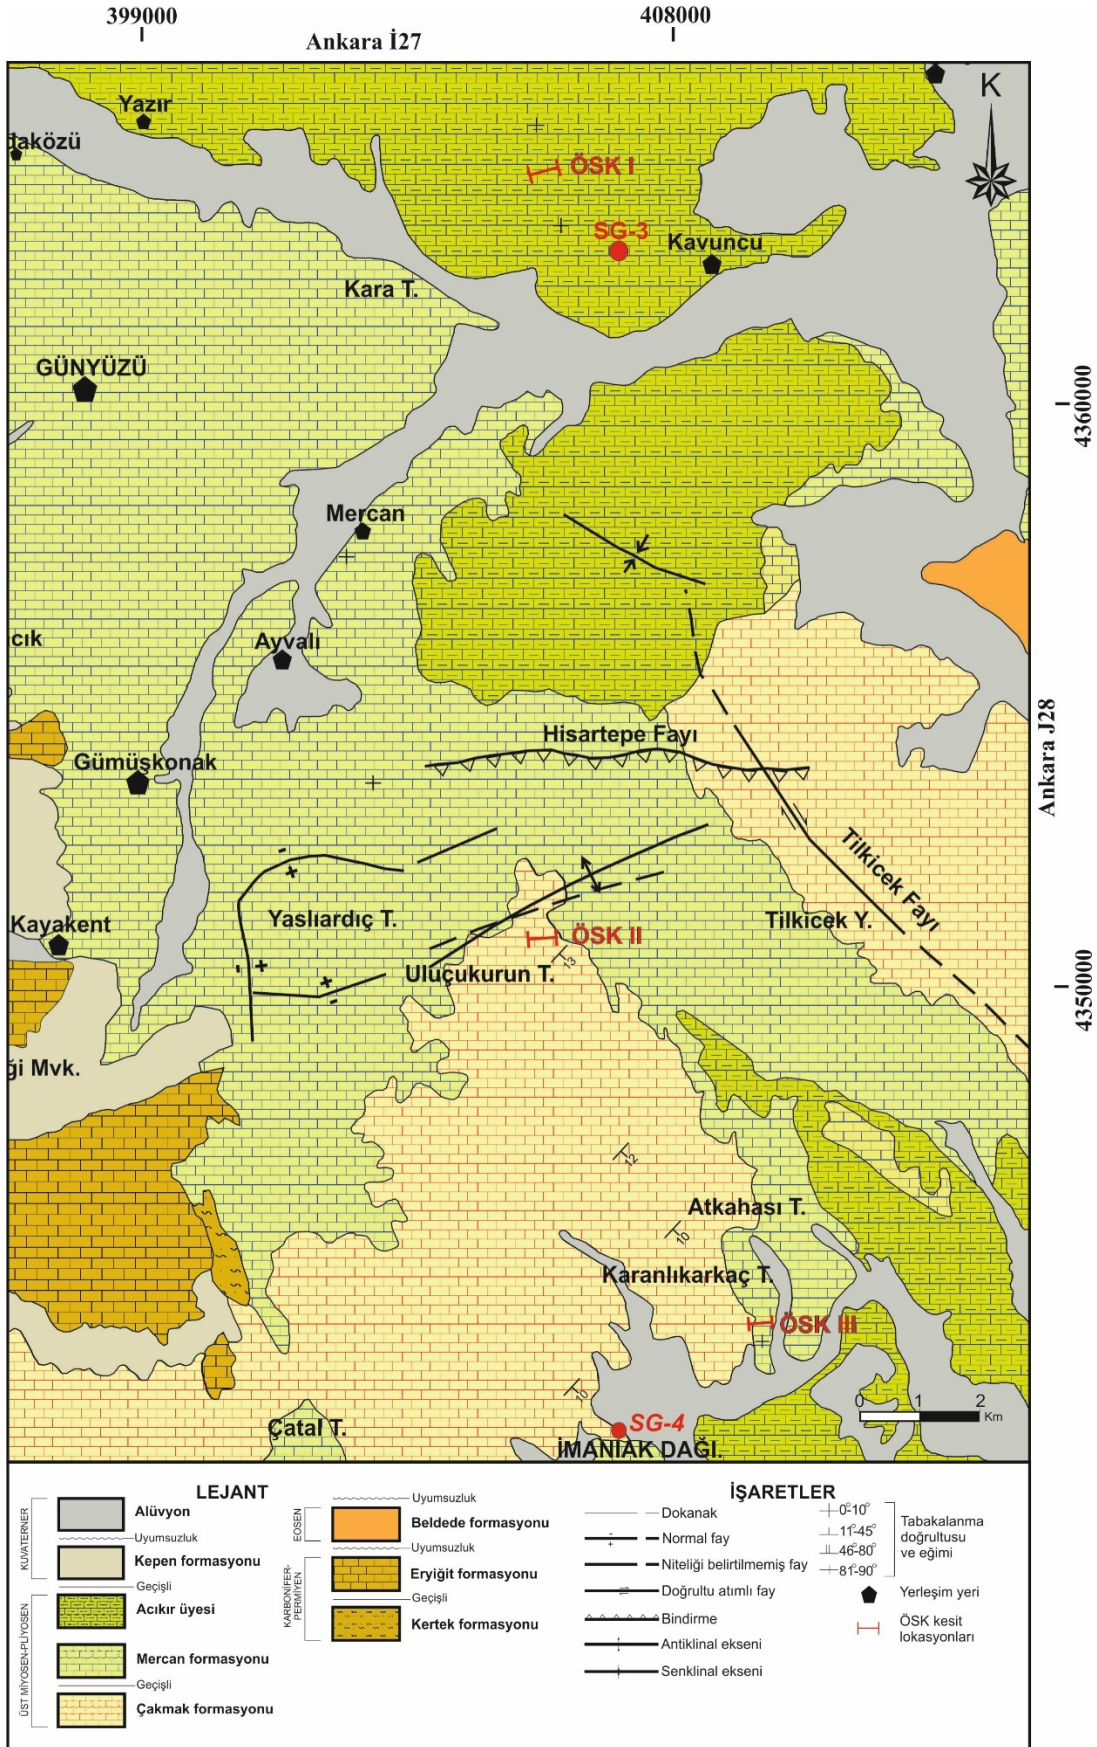 399000
408000
Ankara İ27
Yazır
daközü
K
ÖSK I
SG-3
Kavuncu
Kara T.
GÜNYÜZÜ
4360000
Mercan
cık
Ayvalı
Hisartepe Fayı
Ankara J28
Gümüşkonak
Tilkicek Fayı
Yaslıardıç T.
Tilkicek Y.
Kayakent
ÖSK II
13
Uluçukurun T.
4350000
ği Mvk.
12
Atkahası T.
10
Karanlıkarkaç T.
ÖSK III
10
0 1 2
Km
SG-4
Çatal T.
İMANIAK DAĞI.
LEJANT
KUVATERNER
Alüvyon
Uyumsuzluk
Kepen formasyonu
Geçişli
ÜST MİYOSEN-PLİYOSEN
Acıkır üyesi
Mercan formasyonu
Geçişli
Çakmak formasyonu
Uyumsuzluk
EOSEN
Beldede formasyonu
Uyumsuzluk
KARBONİFER-
PERMİYEN
Eryiğit formasyonu
Geçişli
Kertek formasyonu
İŞARETLER
Dokanak
Normal fay
Niteliği belirtilmemiş fay
Doğrultu atımlı fay
Bindirme
Antiklinal ekseni
Senklinal ekseni
0-10°
11°-45°
46-80°
81-90°
Tabakalanma
doğrultusu
ve eğimi
Yerleşim yeri
ÖSK kesit
lokasyonları